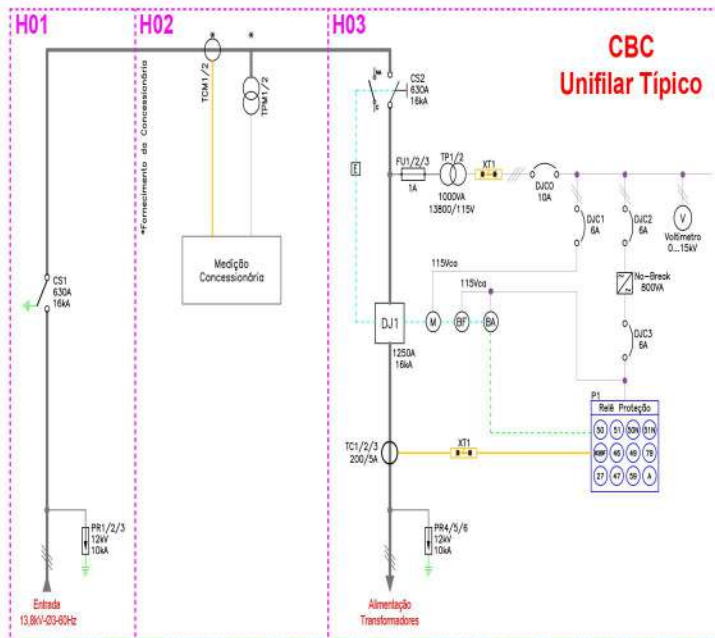 H01
H02
H03
CBC
Unifilar Típico
*Fornecimento da Concessionária
TCM1/2
*
*
TPM1/2
Medição
Concessionária
CS1
630A
16kA
PR1/2/3
12kV
10kA
Entrada
13,8kV-Ø3-60Hz
CS2
630A
16kA
E
FU1/2/3
1A
TP1/2
1000VA
13800/115V
XT1
DJC0
10A
DJC1
6A
DJC2
6A
V
Voltímetro
0...15kV
No-Break
800VA
DJC3
6A
115Vca
115Vca
DJ1
1250A
16kA
M
BF
BA
P1
Relé Proteção
50
51
50N
51N
46
49
79
27
47
59
A
TC1/2/3
200/5A
XT1
PR4/5/6
12kV
10kA
Alimentação
Transformadores